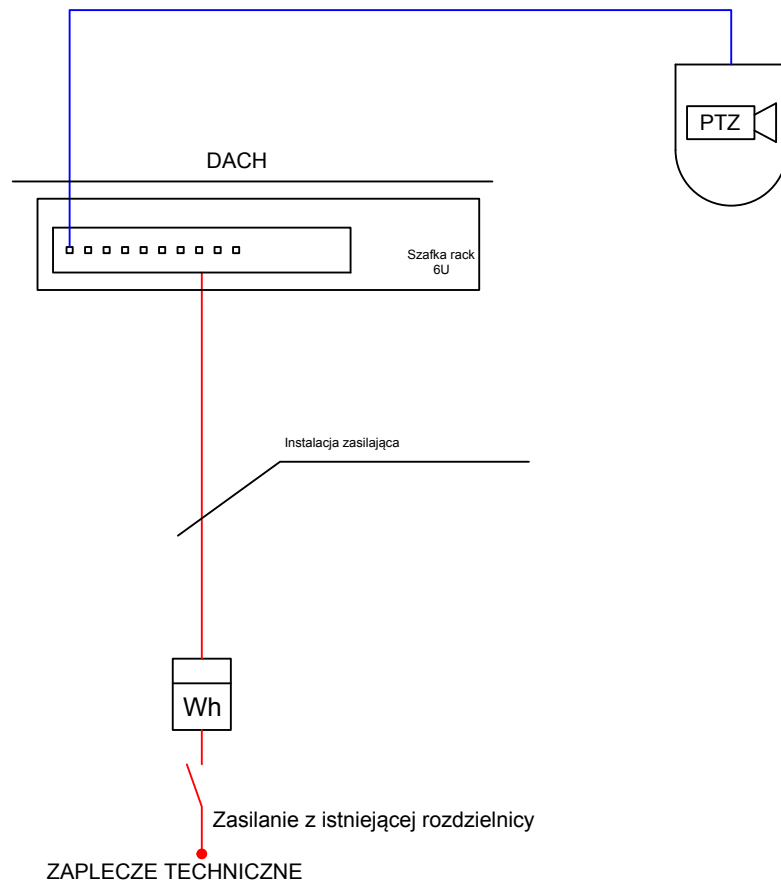 PTZ
DACH
Szafka rack
6U
Instalacja zasilająca
Wh
Zasilanie z istniejącej rozdzielnicy
ZAPLECZE TECHNICZNE